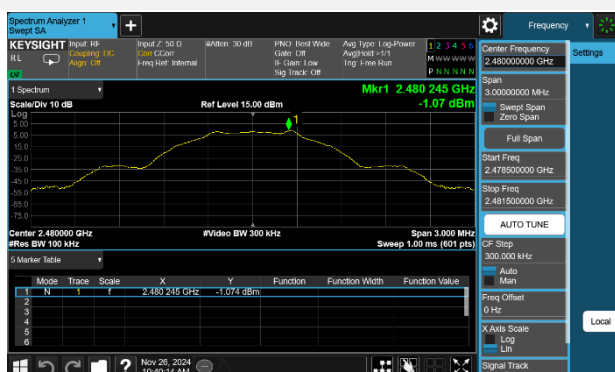 Spectrum Analyzer 1
Swept SA
Frequency
KEYSIGHT
RL
Input: RF
Coupling: DC
Align: Off
Input Z: 50 Ω
Corr CCorr
Freq Ref: Internal
#Atten: 30 dB
PNO: Best Wide
Gate: Off
IF Gain: Low
Sig Track: Off
Avg Type: Log-Power
Avg|Hold:>1/1
Trig: Free Run
1 2 3 4 5 6
M W W W W W
P N N N N N
1 Spectrum
Scale/Div 10 dB
Ref Level 15.00 dBm
Mkr1 2.480 245 GHz
-1.07 dBm
Log
5.00
-5.00
-15.0
-25.0
-35.0
-45.0
-55.0
-65.0
-75.0
1
Center 2.480000 GHz
#Video BW 300 kHz
Span 3.000 MHz
#Res BW 100 kHz
Sweep 1.00 ms (601 pts)
5 Marker Table
Mode Trace Scale X Y Function Function Width Function Value
1 N 1 f 2.480 245 GHz -1.074 dBm
2
3
4
5
6
Nov 26, 2024
Center Frequency
2.480000000 GHz
Settings
Span
3.00000000 MHz
Swept Span
Zero Span
Full Span
Start Freq
2.478500000 GHz
Stop Freq
2.481500000 GHz
AUTO TUNE
CF Step
300.000 kHz
Auto
Man
Freq Offset
0 Hz
X Axis Scale
Log
Lin
Local
Signal Track